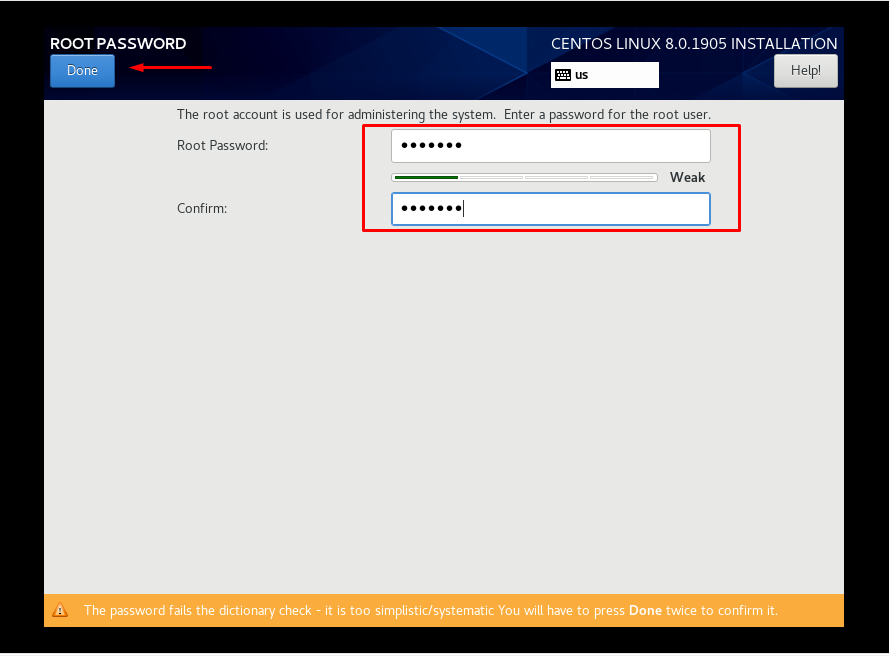 ROOT PASSWORD
CENTOS LINUX 8.0.1905 INSTALLATION
Done
us
Help!
The root account is used for administering the system.  Enter a password for the root user.
Root Password:
●●●●●●●
Weak
Confirm:
●●●●●●●
The password fails the dictionary check - it is too simplistic/systematic You will have to press Done twice to confirm it.